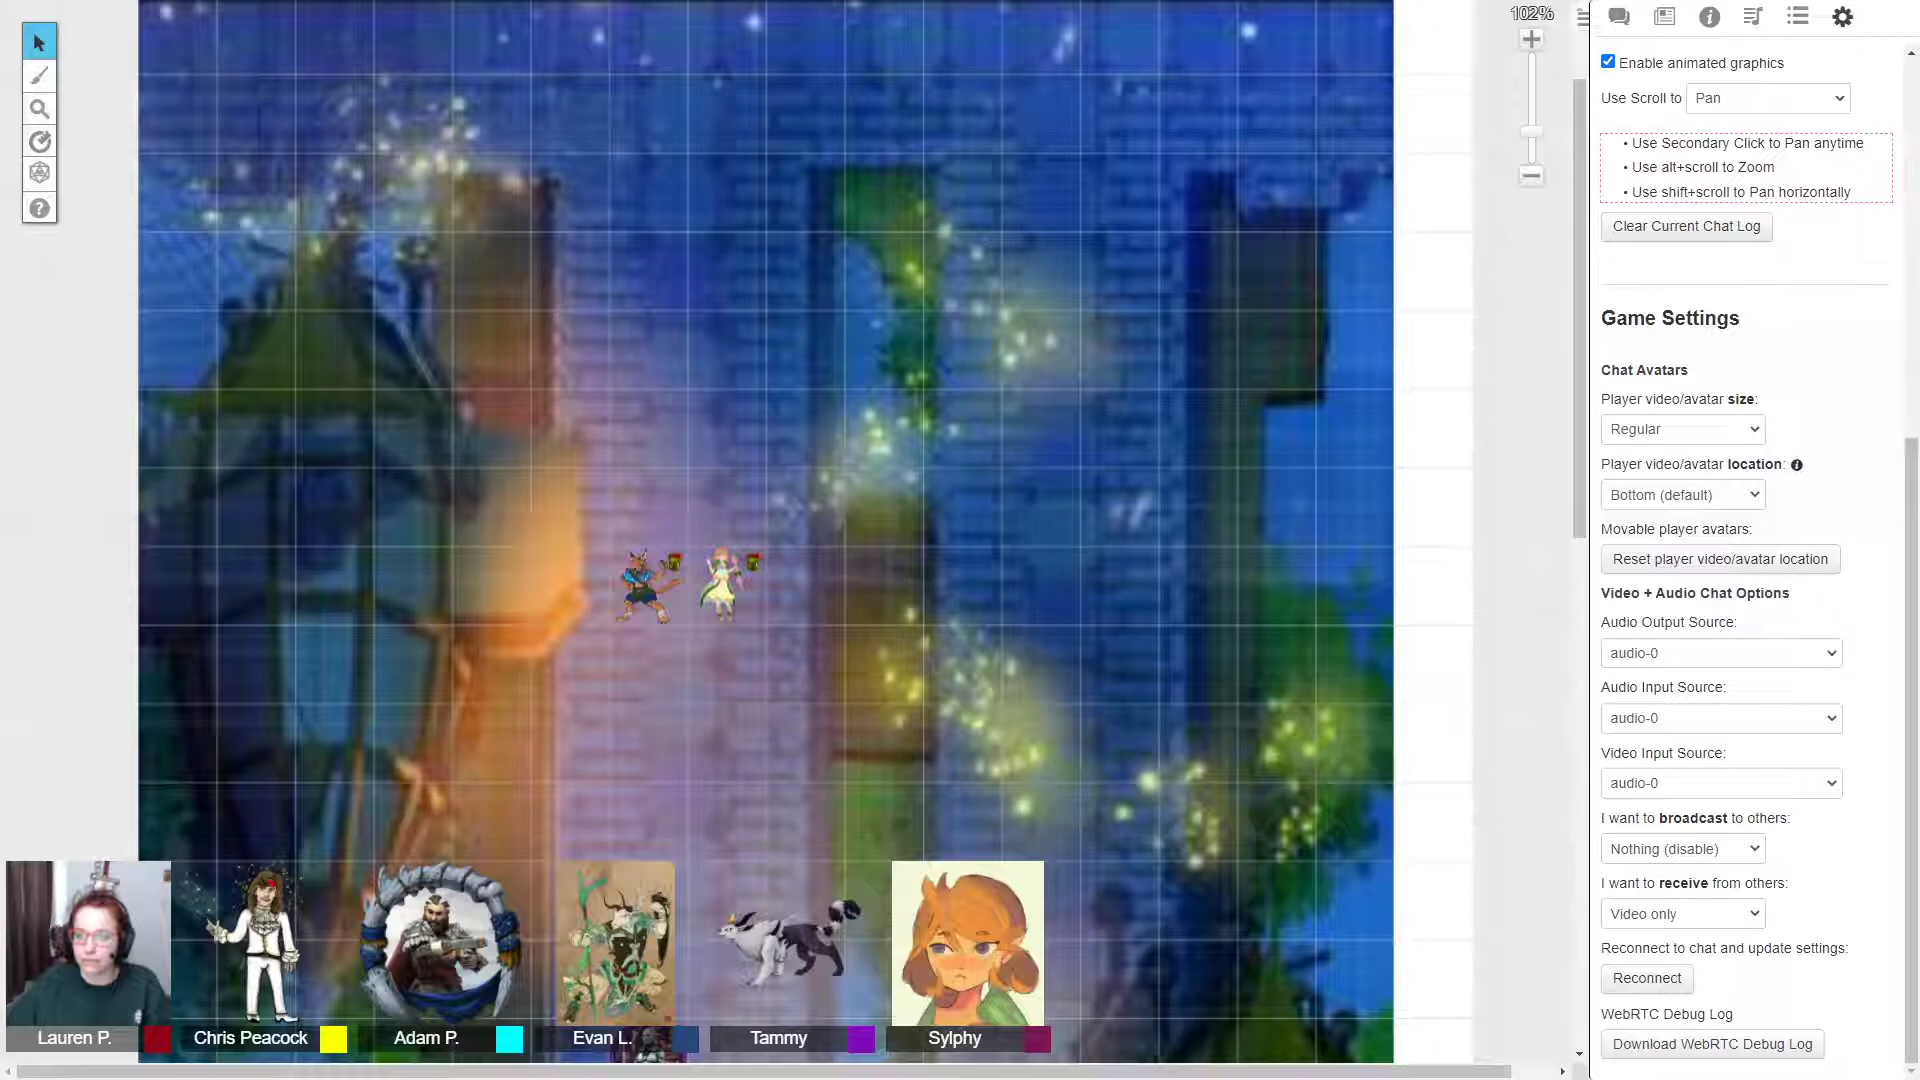 102%
Enable animated graphics
Use Scroll to Pan
• Use Secondary Click to Pan anytime
• Use alt+scroll to Zoom
• Use shift+scroll to Pan horizontally
Clear Current Chat Log
Game Settings
Chat Avatars
Player video/avatar size:
Regular
Player video/avatar location:
Bottom (default)
Movable player avatars:
Reset player video/avatar location
Video + Audio Chat Options
Audio Output Source:
audio-0
Audio Input Source:
audio-0
Video Input Source:
audio-0
I want to broadcast to others:
Nothing (disable)
I want to receive from others:
Video only
Reconnect to chat and update settings:
Reconnect
WebRTC Debug Log
Download WebRTC Debug Log
Lauren P.
Chris Peacock
Adam P.
Evan L.
Tammy
Sylphy